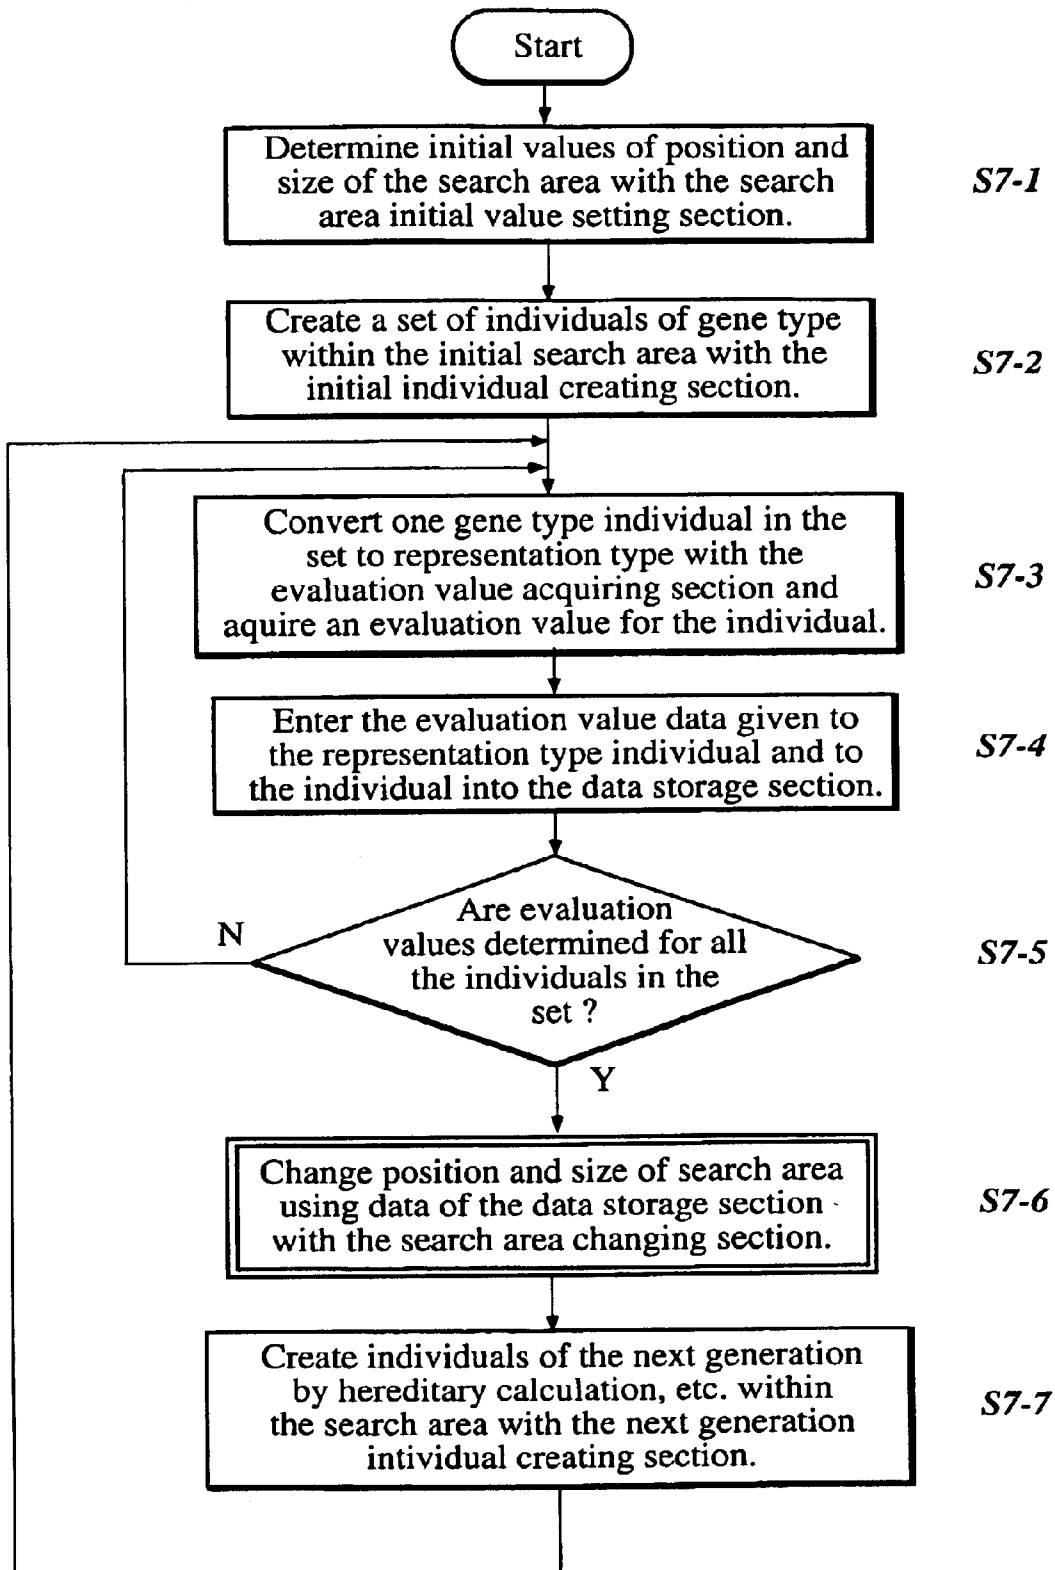 Start
Determine initial values of position and
size of the search area with the search
area initial value setting section.
S7-1
Create a set of individuals of gene type
within the initial search area with the
initial individual creating section.
S7-2
Convert one gene type individual in the
set to representation type with the
evaluation value acquiring section and
aquire an evaluation value for the individual.
S7-3
Enter the evaluation value data given to
the representation type individual and to
the individual into the data storage section.
S7-4
N
Are evaluation
values determined for all
the individuals in the
set ?
S7-5
Y
Change position and size of search area
using data of the data storage section
with the search area changing section.
S7-6
Create individuals of the next generation
by hereditary calculation, etc. within
the search area with the next generation
intividual creating section.
S7-7